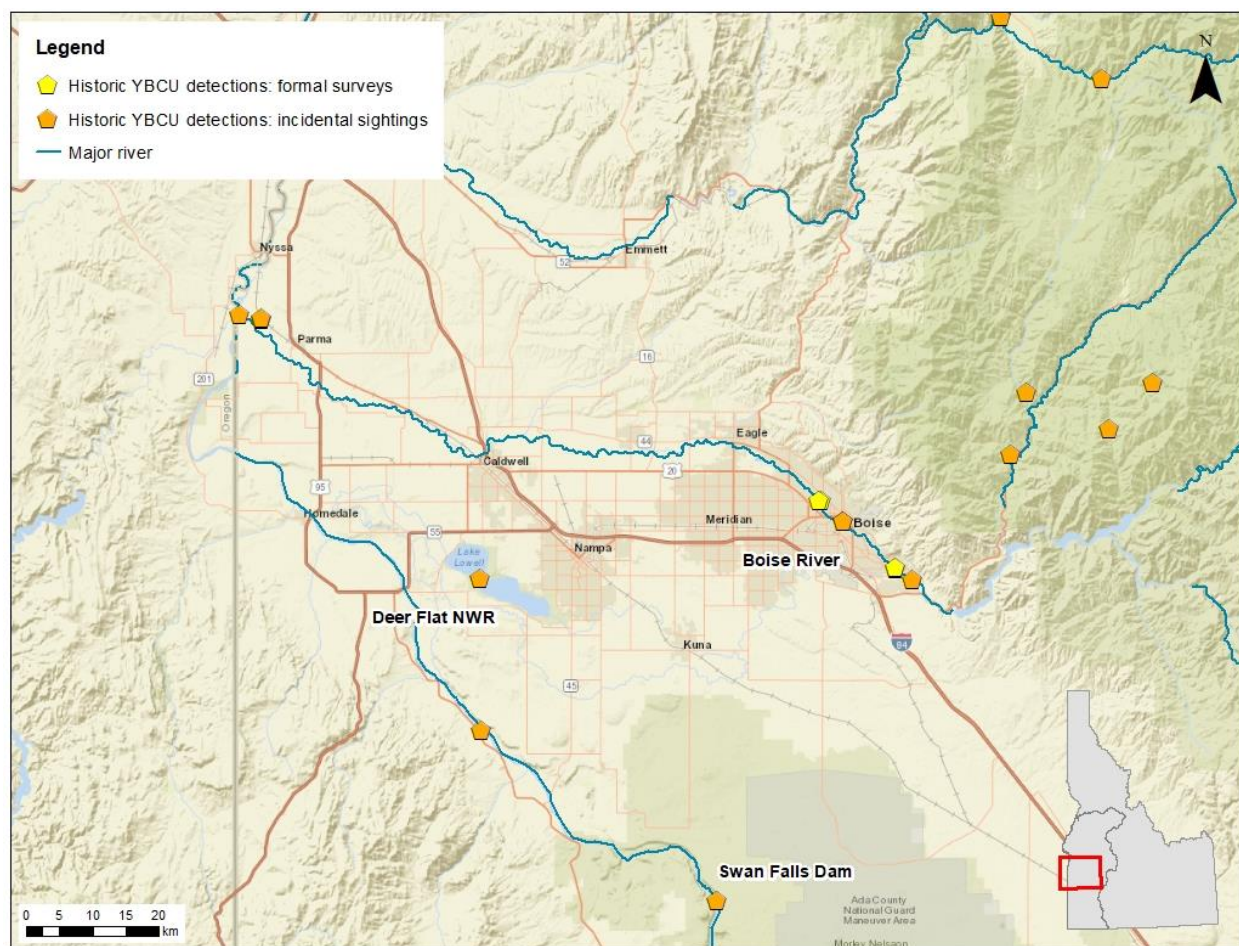 Legend
Historic YBCU detections: formal surveys
Historic YBCU detections: incidental sightings
Major river
N
Nyssa
Emmett
52
Parma
16
201
Oregon
Eagle
44
Caldwell
20
95
Homedale
55
Meridian
Boise
Nampa
Boise River
Lake
Lowell
Deer Flat NWR
Kuna
84
45
Swan Falls Dam
Ada County
National Guard
Maneuver Area
Morley Nelson
0 5 10 15 20
km